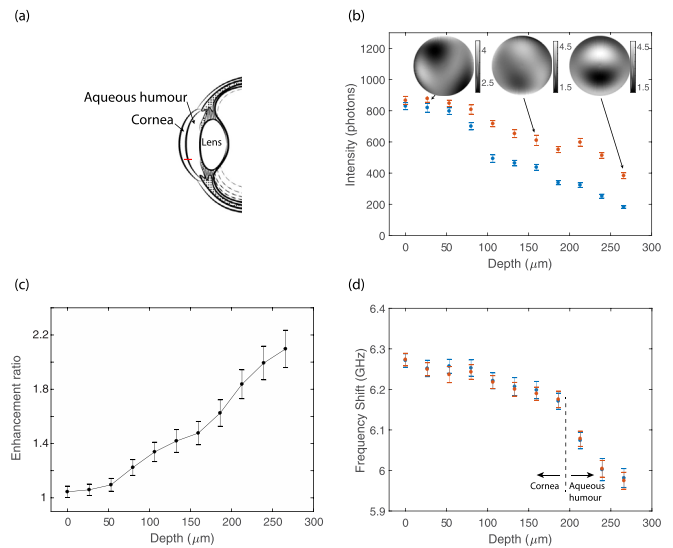 (a)
Aqueous humour
Cornea
Lens
(b)
1200
1000
800
600
400
200
0
Intensity (photons)
4
2.5
4.5
1.5
4.5
1.5
0
50
100
150
200
250
300
Depth (μm)
(c)
2.2
1.8
1.4
1
Enhancement ratio
0
50
100
150
200
250
300
Depth (μm)
(d)
6.4
6.3
6.2
6.1
6
5.9
Frequency Shift (GHz)
Cornea
Aqueous
humour
0
50
100
150
200
250
300
Depth (μm)